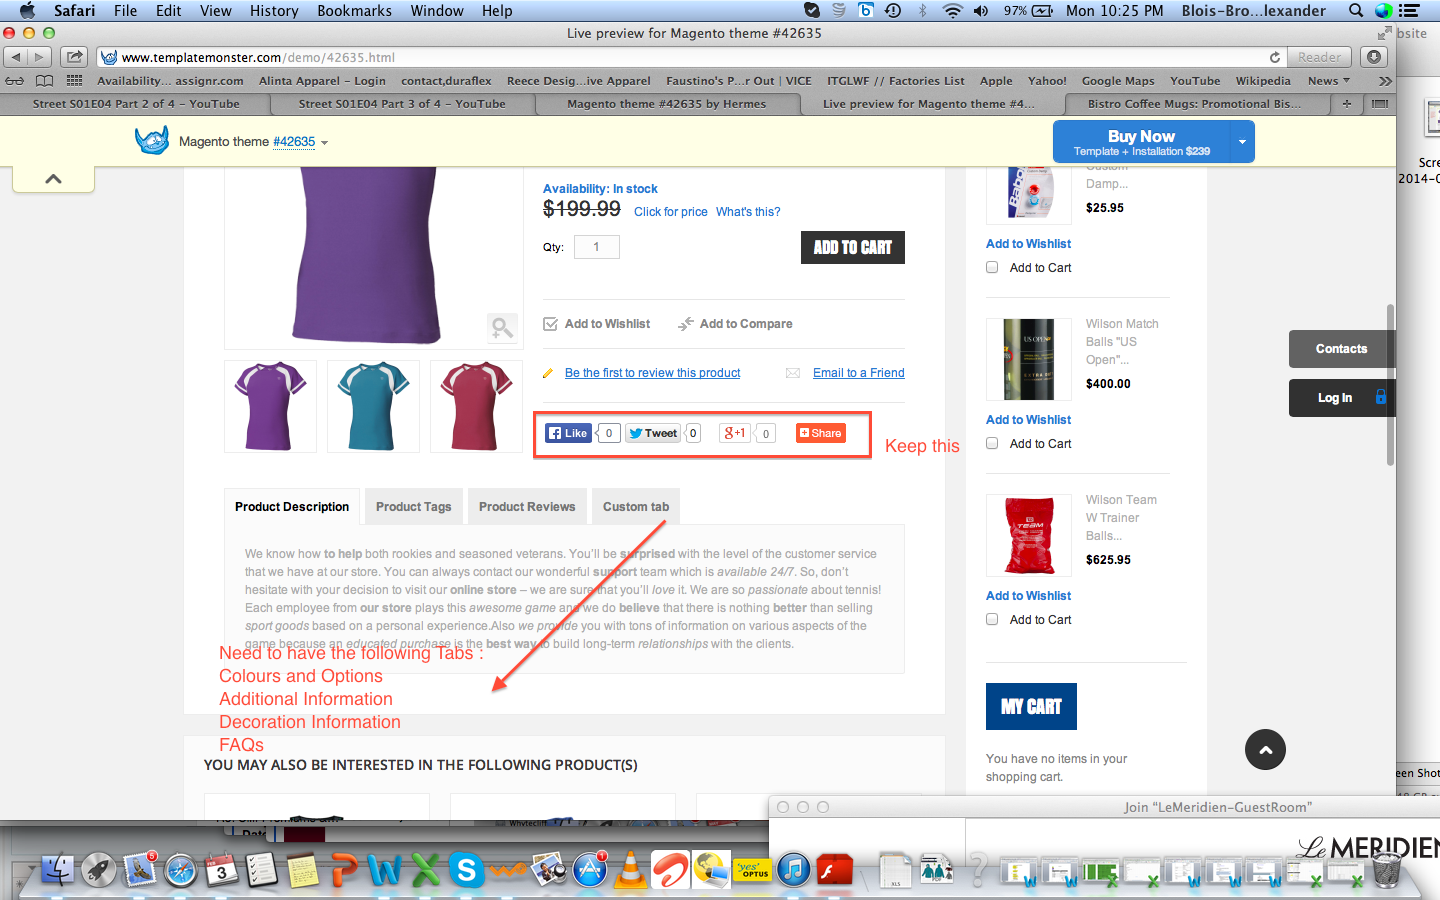 Safari File Edit View History Bookmarks Window Help
97% Mon 10:25 PM Blois-Bro...lexander
Live preview for Magento theme #42635
www.templatemonster.com/demo/42635.html
Reader
Availability... assignr.com Alinta Apparel - Login contact,duraflex Reece Desig...ive Apparel Faustino's P...r Out | VICE ITGLWF // Factories List Apple Yahoo! Google Maps YouTube Wikipedia News
Street S01E04 Part 2 of 4 - YouTube
Street S01E04 Part 3 of 4 - YouTube
Magento theme #42635 by Hermes
Live preview for Magento theme #4...
Bistro Coffee Mugs: Promotional Bis...
Magento theme #42635
Buy Now
Template + Installation $239
Availability: In stock
$199.99 Click for price What's this?
Qty: 1
ADD TO CART
Add to Wishlist
Add to Compare
Be the first to review this product
Email to a Friend
Like 0 Tweet 0 g+1 0 Share
Keep this
Product Description
Product Tags
Product Reviews
Custom tab
We know how to help both rookies and seasoned veterans. You'll be surprised with the level of the customer service
that we have at our store. You can always contact our wonderful support team which is available 24/7. So, don't
hesitate with your decision to visit our online store – we are sure that you'll love it. We are so passionate about tennis!
Each employee from our store plays this awesome game and we do believe that there is nothing better than selling
sport goods based on a personal experience.Also we provide you with tons of information on various aspects of the
game because an educated purchase is the best way to build long-term relationships with the clients.
Need to have the following Tabs :
Colours and Options
Additional Information
Decoration Information
FAQs
YOU MAY ALSO BE INTERESTED IN THE FOLLOWING PRODUCT(S)
Damp...
$25.95
Add to Wishlist
Add to Cart
Wilson Match
Balls "US
Open"...
$400.00
Add to Wishlist
Add to Cart
Wilson Team
W Trainer
Balls...
$625.95
Add to Wishlist
Add to Cart
MY CART
You have no items in your
shopping cart.
Contacts
Log In
US OPEN
TEAM
Scre
2014-0
een Shot
Join “LeMeridien-GuestRoom”
Le MERIDIEN
Date
FEB
3
5
1
'yes'
OPTUS
XLS